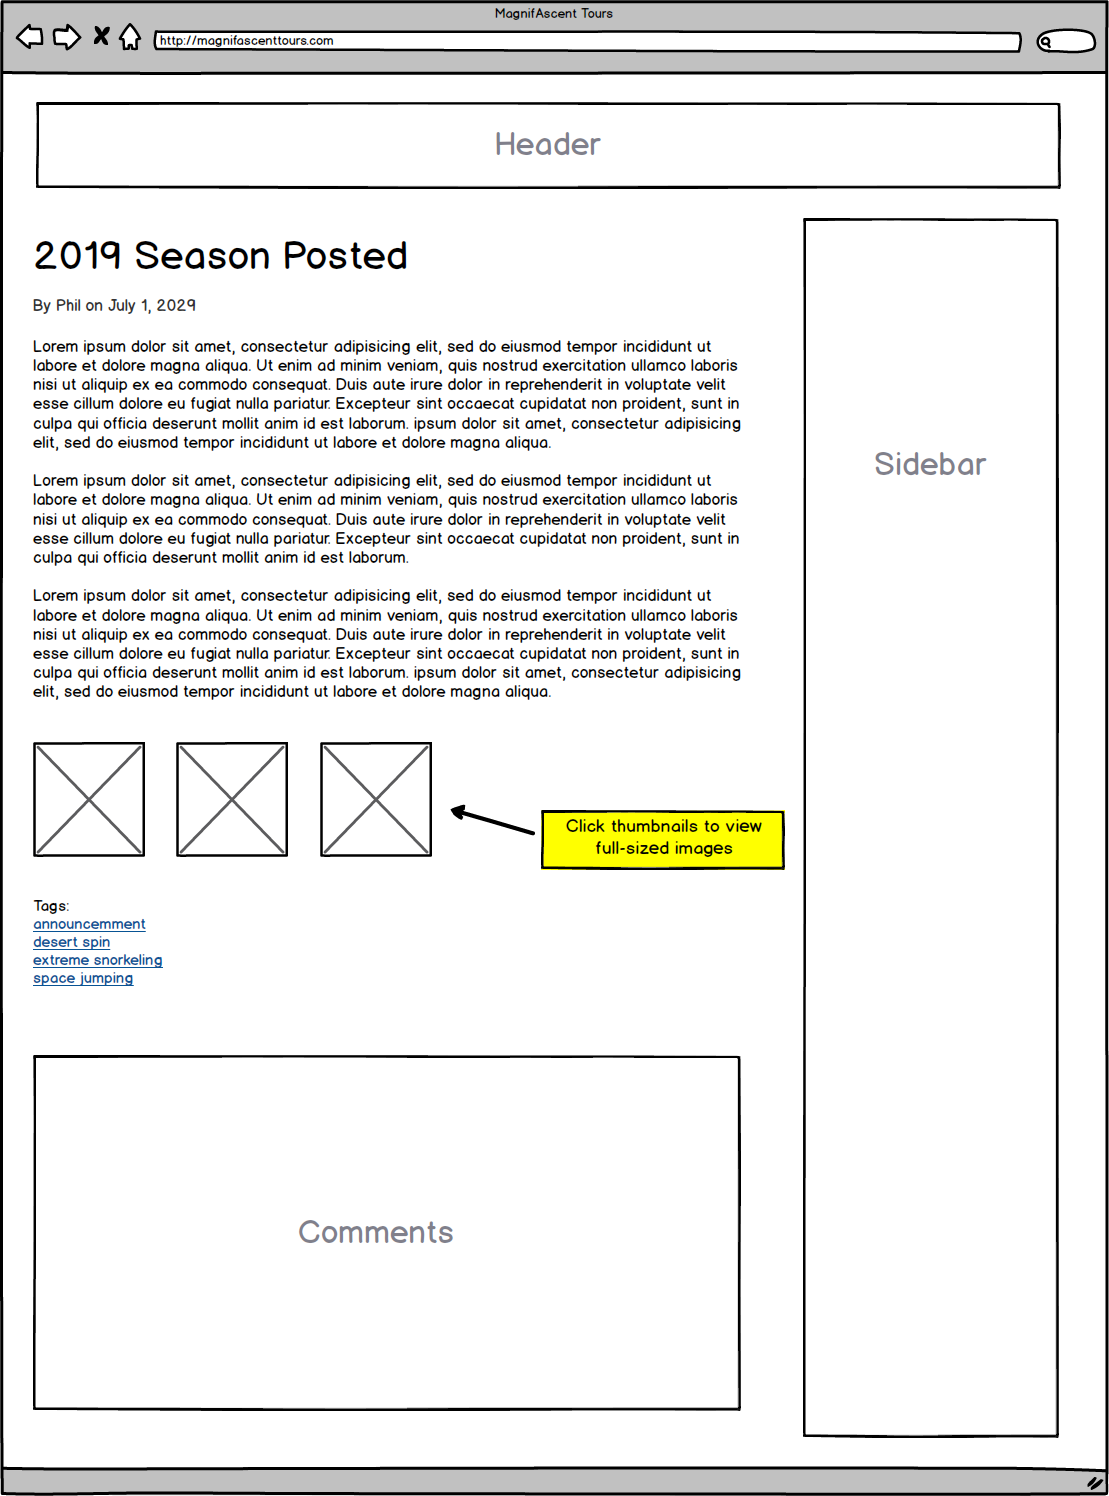 MagnifAscent Tours
http://magnifascenttours.com
Header
2019 Season Posted
By Phil on July 1, 2029
Lorem ipsum dolor sit amet, consectetur adipisicing elit, sed do eiusmod tempor incididunt ut
labore et dolore magna aliqua. Ut enim ad minim veniam, quis nostrud exercitation ullamco laboris
nisi ut aliquip ex ea commodo consequat. Duis aute irure dolor in reprehenderit in voluptate velit
esse cillum dolore eu fugiat nulla pariatur. Excepteur sint occaecat cupidatat non proident, sunt in
culpa qui officia deserunt mollit anim id est laborum. ipsum dolor sit amet, consectetur adipisicing
elit, sed do eiusmod tempor incididunt ut labore et dolore magna aliqua.
Lorem ipsum dolor sit amet, consectetur adipisicing elit, sed do eiusmod tempor incididunt ut
labore et dolore magna aliqua. Ut enim ad minim veniam, quis nostrud exercitation ullamco laboris
nisi ut aliquip ex ea commodo consequat. Duis aute irure dolor in reprehenderit in voluptate velit
esse cillum dolore eu fugiat nulla pariatur. Excepteur sint occaecat cupidatat non proident, sunt in
culpa qui officia deserunt mollit anim id est laborum.
Lorem ipsum dolor sit amet, consectetur adipisicing elit, sed do eiusmod tempor incididunt ut
labore et dolore magna aliqua. Ut enim ad minim veniam, quis nostrud exercitation ullamco laboris
nisi ut aliquip ex ea commodo consequat. Duis aute irure dolor in reprehenderit in voluptate velit
esse cillum dolore eu fugiat nulla pariatur. Excepteur sint occaecat cupidatat non proident, sunt in
culpa qui officia deserunt mollit anim id est laborum. ipsum dolor sit amet, consectetur adipisicing
elit, sed do eiusmod tempor incididunt ut labore et dolore magna aliqua.
Click thumbnails to view
full-sized images
Tags:
announcemment
desert spin
extreme snorkeling
space jumping
Comments
Sidebar